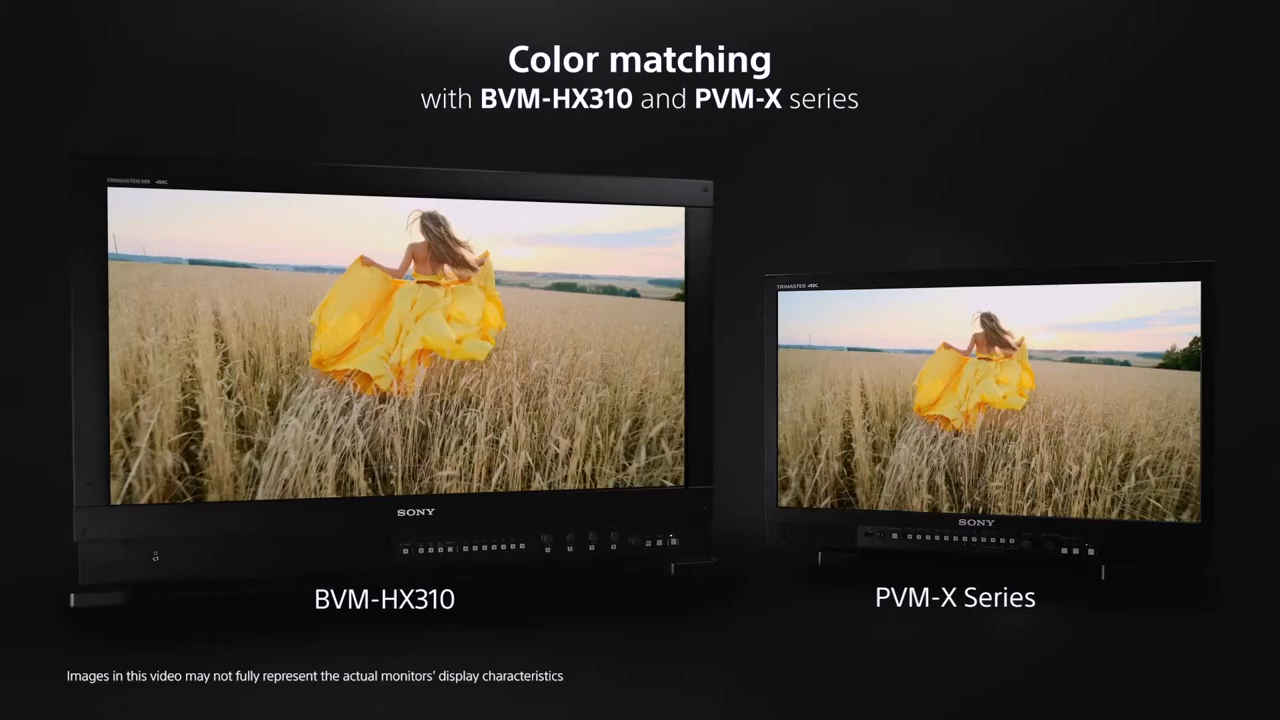 Color matching
with BVM-HX310 and PVM-X series
TRIMASTER HX 4K
TRIMASTER 4K
SONY
SONY
BVM-HX310
PVM-X Series
Images in this video may not fully represent the actual monitors' display characteristics